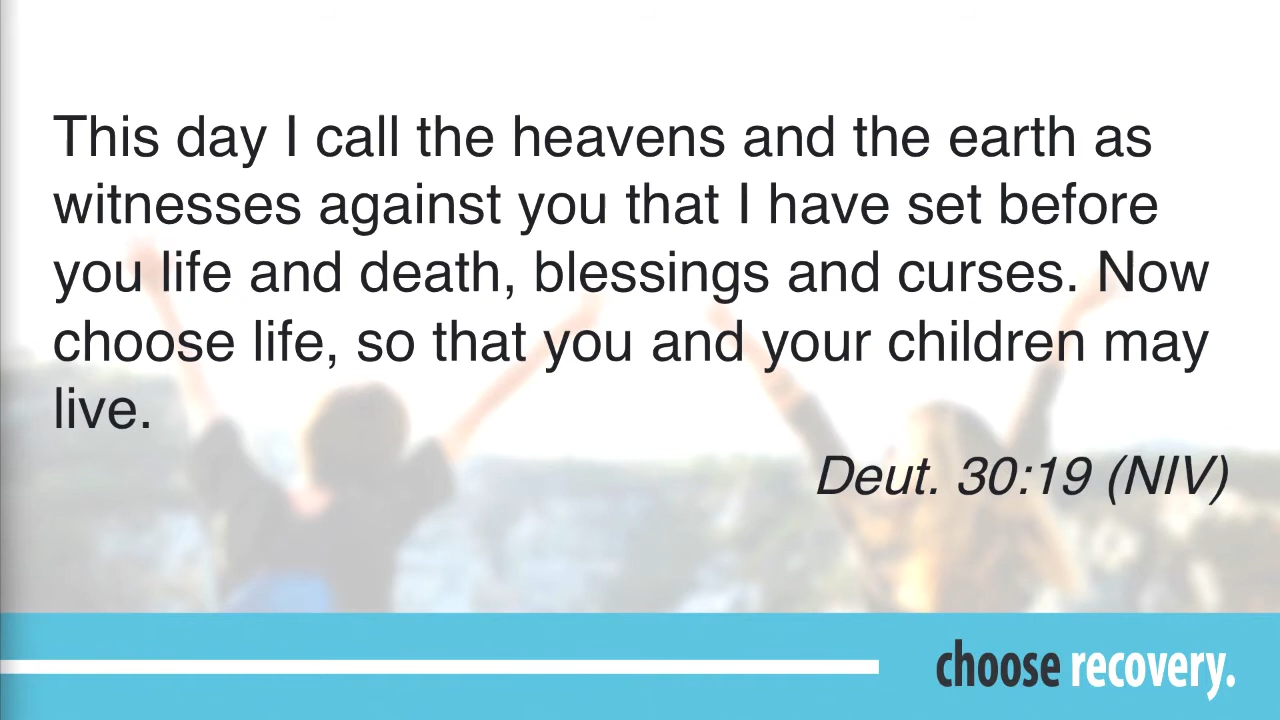 This day I call the heavens and the earth as
witnesses against you that I have set before
you life and death, blessings and curses. Now
choose life, so that you and your children may
live.
Deut. 30:19 (NIV)
choose recovery.